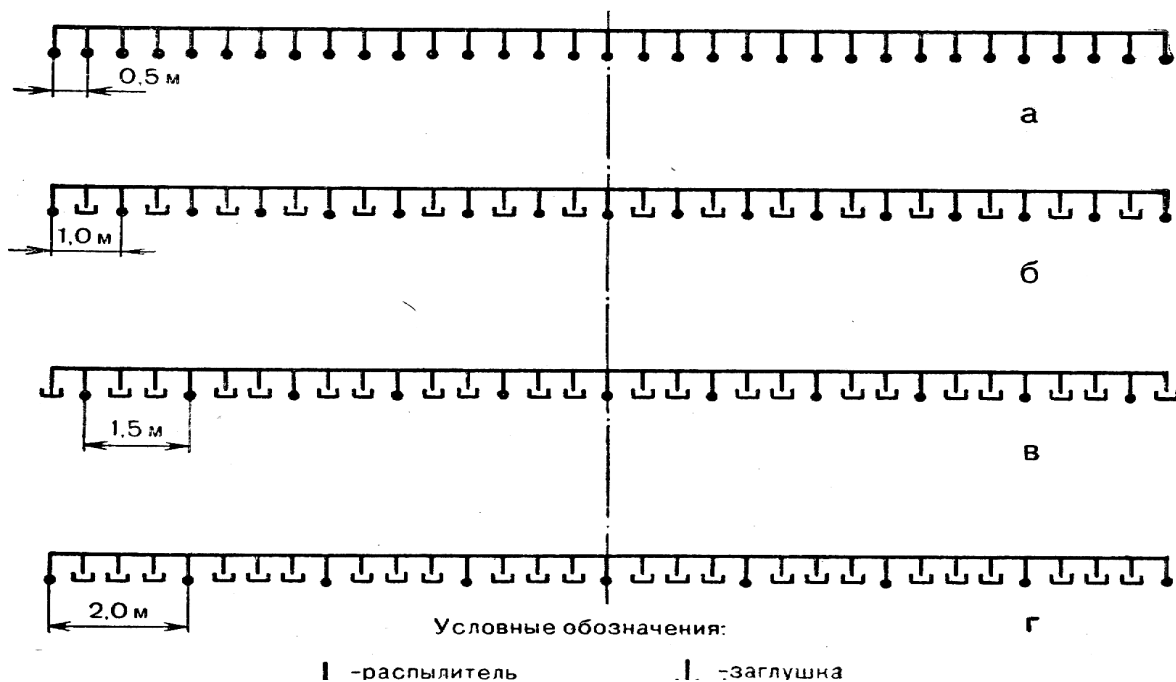 0,5 м
а
1,0 м
б
1,5 м
в
2,0 м
г
Условные обозначения:
-распылитель
-заглушка